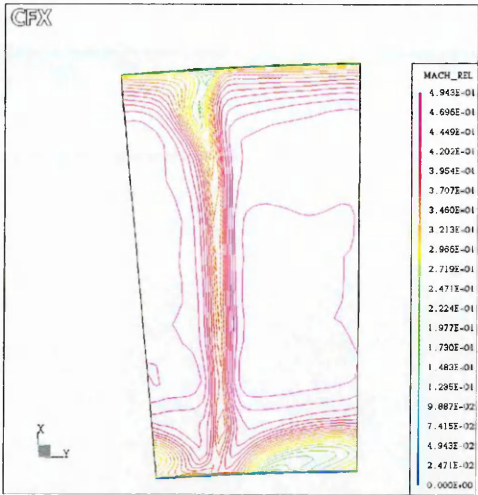 CFX
MACH_REL
4.943E-01
4.696E-01
4.449E-01
4.202E-01
3.954E-01
3.707E-01
3.460E-01
3.213E-01
2.966E-01
2.719E-01
2.471E-01
2.224E-01
1.977E-01
1.730E-01
1.483E-01
1.235E-01
9.887E-02
7.415E-02
4.943E-02
2.471E-02
0.000E+00
X
Y